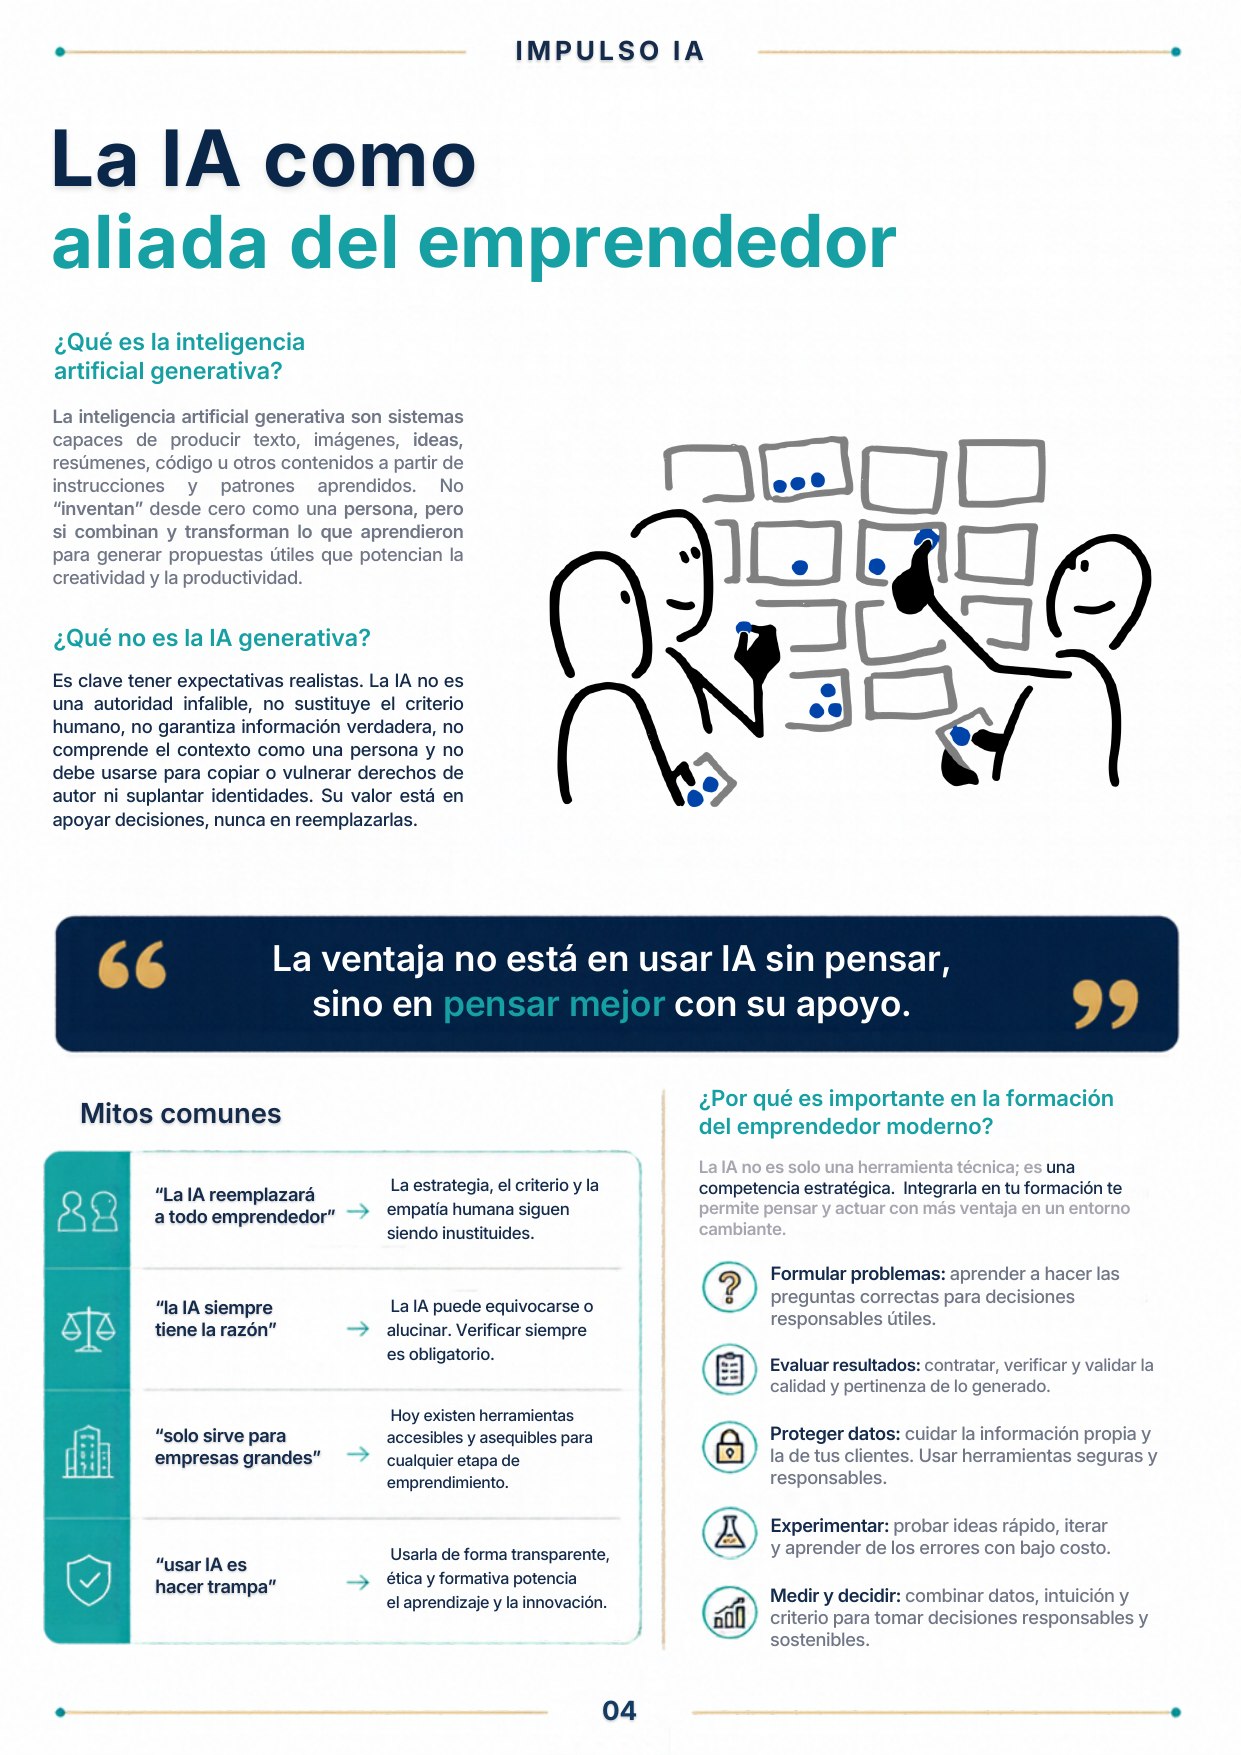 IMPULSO IA
La IA como
aliada del emprendedor
¿Qué es la inteligencia
artificial generativa?
La inteligencia artificial generativa son sistemas
capaces de producir texto, imágenes, ideas,
resúmenes, código u otros contenidos a partir de
instrucciones y patrones aprendidos. No
“inventan” desde cero como una persona, pero
si combinan y transforman lo que aprendieron
para generar propuestas útiles que potencian la
creatividad y la productividad.
¿Qué no es la IA generativa?
Es clave tener expectativas realistas. La IA no es
una autoridad infalible, no sustituye el criterio
humano, no garantiza información verdadera, no
comprende el contexto como una persona y no
debe usarse para copiar o vulnerar derechos de
autor ni suplantar identidades. Su valor está en
apoyar decisiones, nunca en reemplazarlas.
“La ventaja no está en usar IA sin pensar,
sino en pensar mejor con su apoyo.”
Mitos comunes
“La IA reemplazará
a todo emprendedor” →
La estrategia, el criterio y la
empatía humana siguen
siendo inustituides.
“la IA siempre
tiene la razón” →
La IA puede equivocarse o
alucinar. Verificar siempre
es obligatorio.
“solo sirve para
empresas grandes” →
Hoy existen herramientas
accesibles y asequibles para
cualquier etapa de
emprendimiento.
“usar IA es
hacer trampa” →
Usarla de forma transparente,
ética y formativa potencia
el aprendizaje y la innovación.
¿Por qué es importante en la formación
del emprendedor moderno?
La IA no es solo una herramienta técnica; es una
competencia estratégica. Integrarla en tu formación te
permite pensar y actuar con más ventaja en un entorno
cambiante.
Formular problemas: aprender a hacer las
preguntas correctas para decisiones
responsables útiles.
Evaluar resultados: contratar, verificar y validar la
calidad y pertinenza de lo generado.
Proteger datos: cuidar la información propia y
la de tus clientes. Usar herramientas seguras y
responsables.
Experimentar: probar ideas rápido, iterar
y aprender de los errores con bajo costo.
Medir y decidir: combinar datos, intuición y
criterio para tomar decisiones responsables y
sostenibles.
04